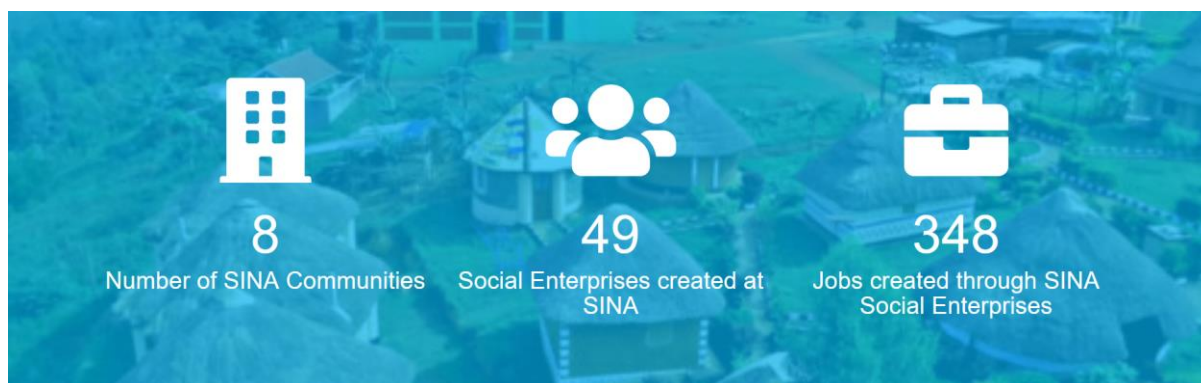 8
Number of SINA Communities
49
Social Enterprises created at
SINA
348
Jobs created through SINA
Social Enterprises